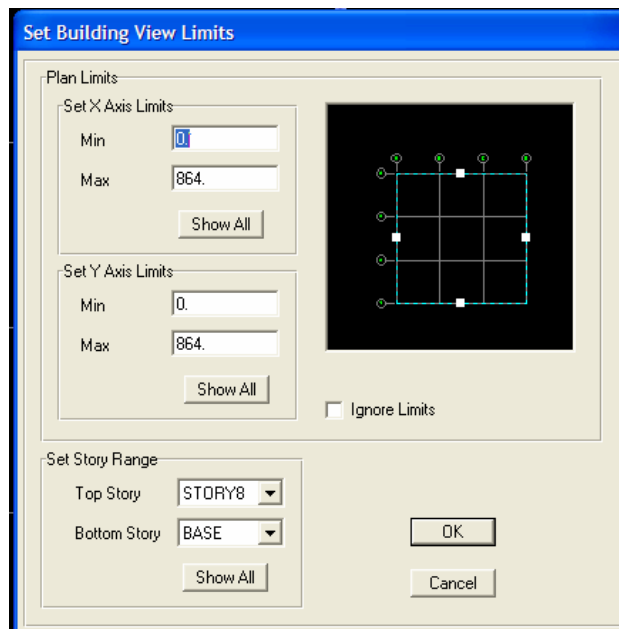 Set Building View Limits
Plan Limits
Set X Axis Limits
Min 0.
Max 864.
Show All
Set Y Axis Limits
Min 0.
Max 864.
Show All
Ignore Limits
Set Story Range
Top Story STORY8
Bottom Story BASE
Show All
OK
Cancel